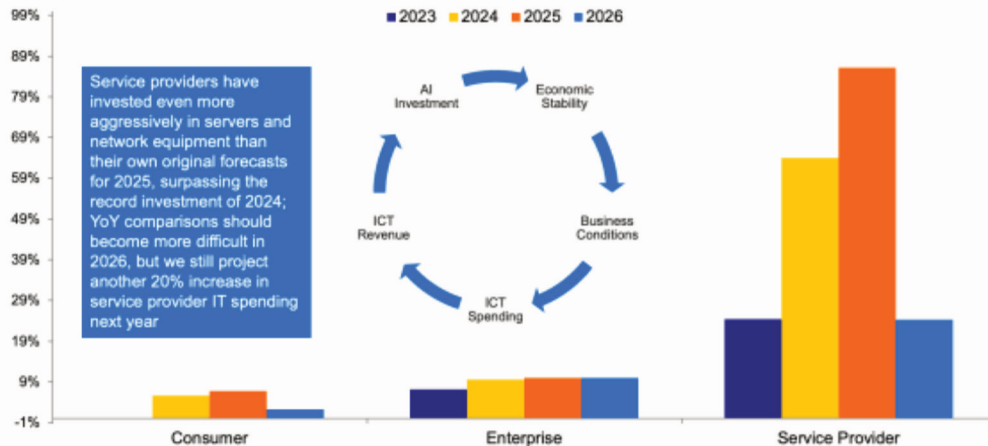 2023 2024 2025 2026
99%
89%
79%
69%
59%
49%
39%
29%
19%
9%
-1%
Service providers have
invested even more
aggressively in servers and
network equipment than
their own original forecasts
for 2025, surpassing the
record investment of 2024;
YoY comparisons should
become more difficult in
2026, but we still project
another 20% increase in
service provider IT spending
next year
AI
Investment
Economic
Stability
Business
Conditions
ICT
Spending
ICT
Revenue
Consumer
Enterprise
Service Provider